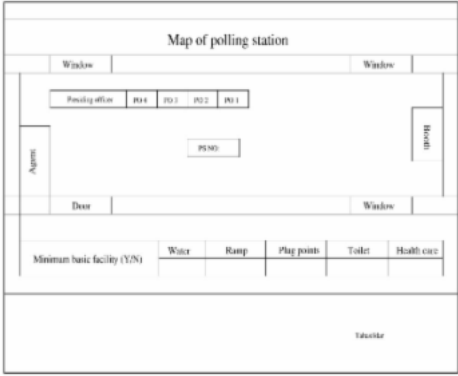 Map of polling station
Window Window
Presiding officer PO 4 PO 3 PO 2 PO 1
Booth
PS NO:
Agent
Door Window
Minimum basic facility (Y/N) Water Ramp Plug points Toilet Health care
Tahsildar